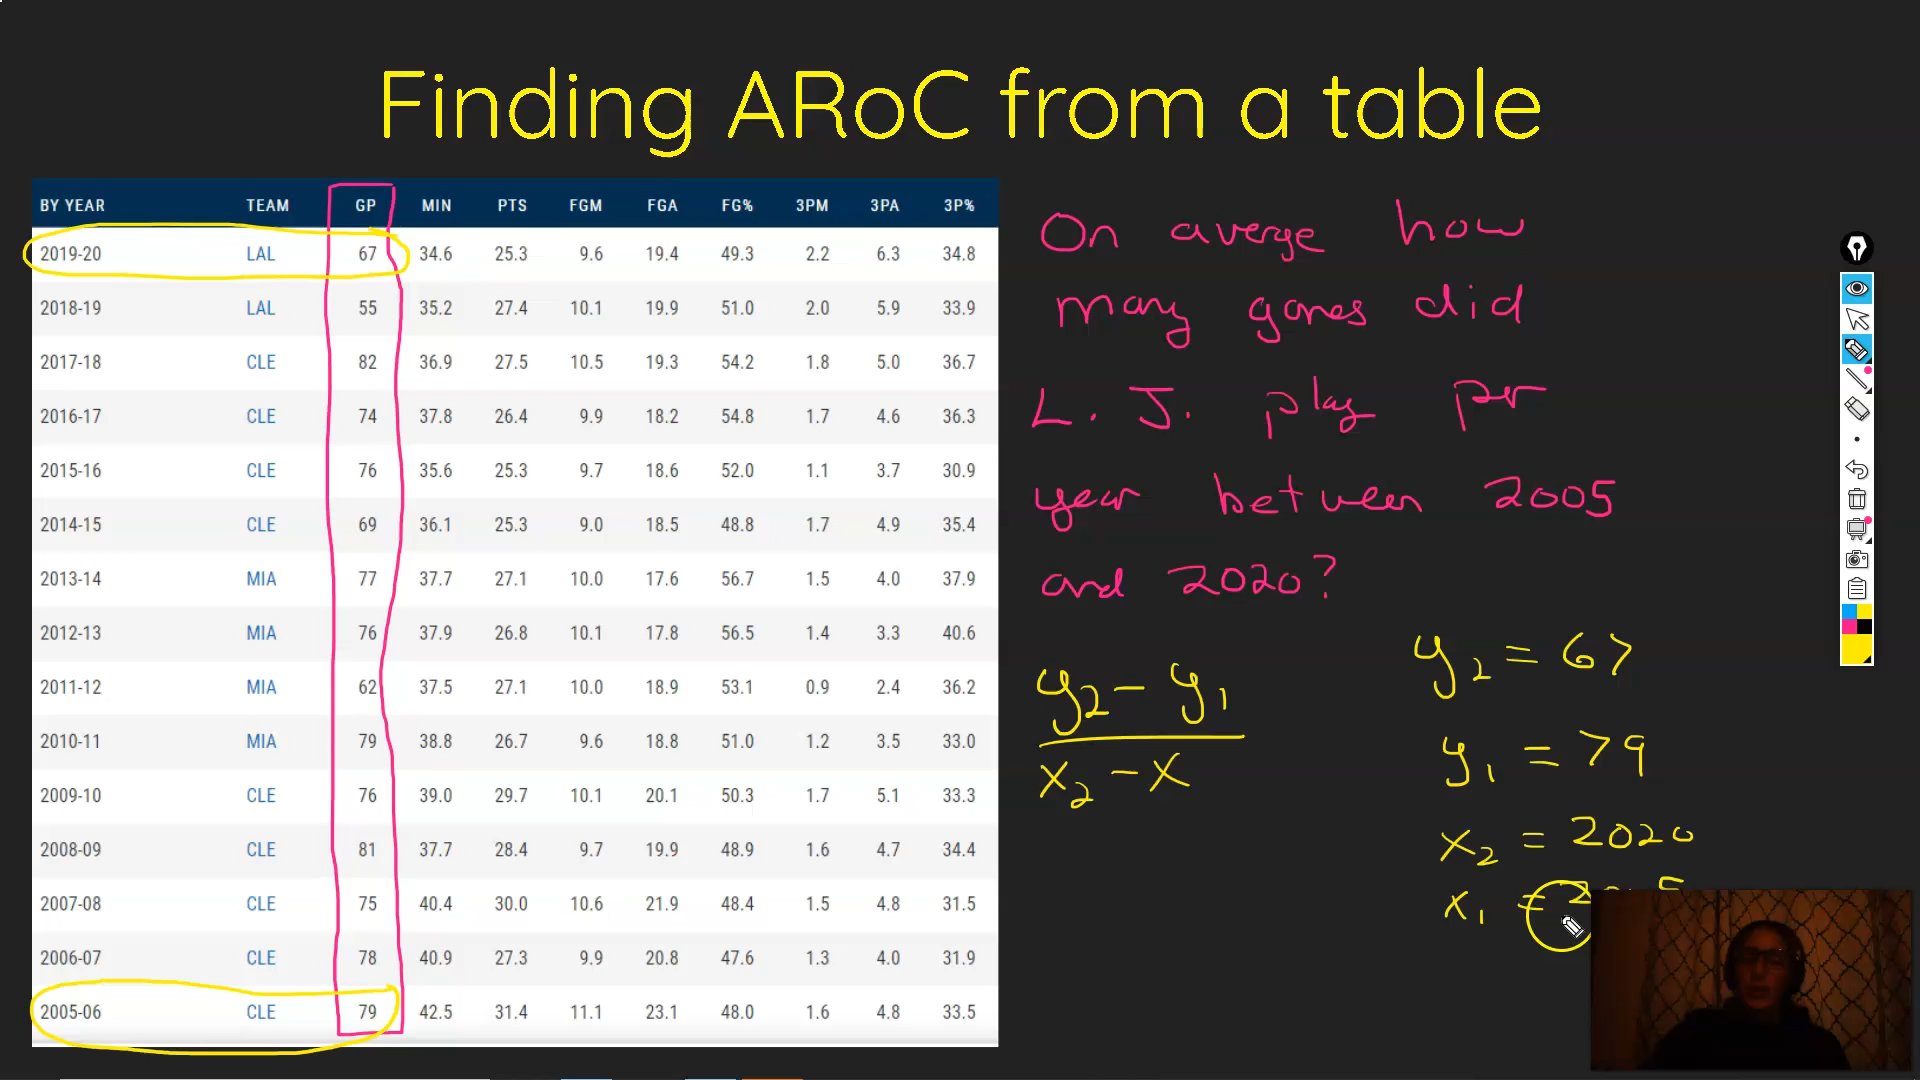 Finding ARoC from a table
BY YEAR TEAM GP MIN PTS FGM FGA FG% 3PM 3PA 3P%
2019-20 LAL 67 34.6 25.3 9.6 19.4 49.3 2.2 6.3 34.8
2018-19 LAL 55 35.2 27.4 10.1 19.9 51.0 2.0 5.9 33.9
2017-18 CLE 82 36.9 27.5 10.5 19.3 54.2 1.8 5.0 36.7
2016-17 CLE 74 37.8 26.4 9.9 18.2 54.8 1.7 4.6 36.3
2015-16 CLE 76 35.6 25.3 9.7 18.6 52.0 1.1 3.7 30.9
2014-15 CLE 69 36.1 25.3 9.0 18.5 48.8 1.7 4.9 35.4
2013-14 MIA 77 37.7 27.1 10.0 17.6 56.7 1.5 4.0 37.9
2012-13 MIA 76 37.9 26.8 10.1 17.8 56.5 1.4 3.3 40.6
2011-12 MIA 62 37.5 27.1 10.0 18.9 53.1 0.9 2.4 36.2
2010-11 MIA 79 38.8 26.7 9.6 18.8 51.0 1.2 3.5 33.0
2009-10 CLE 76 39.0 29.7 10.1 20.1 50.3 1.7 5.1 33.3
2008-09 CLE 81 37.7 28.4 9.7 19.9 48.9 1.6 4.7 34.4
2007-08 CLE 75 40.4 30.0 10.6 21.9 48.4 1.5 4.8 31.5
2006-07 CLE 78 40.9 27.3 9.9 20.8 47.6 1.3 4.0 31.9
2005-06 CLE 79 42.5 31.4 11.1 23.1 48.0 1.6 4.8 33.5
On averge how
many games did
L. J. play per
year between 2005
and 2020?
y₂ - y₁
x₂ - x
y₂ = 67
y₁ = 79
x₂ = 2020
x₁ =